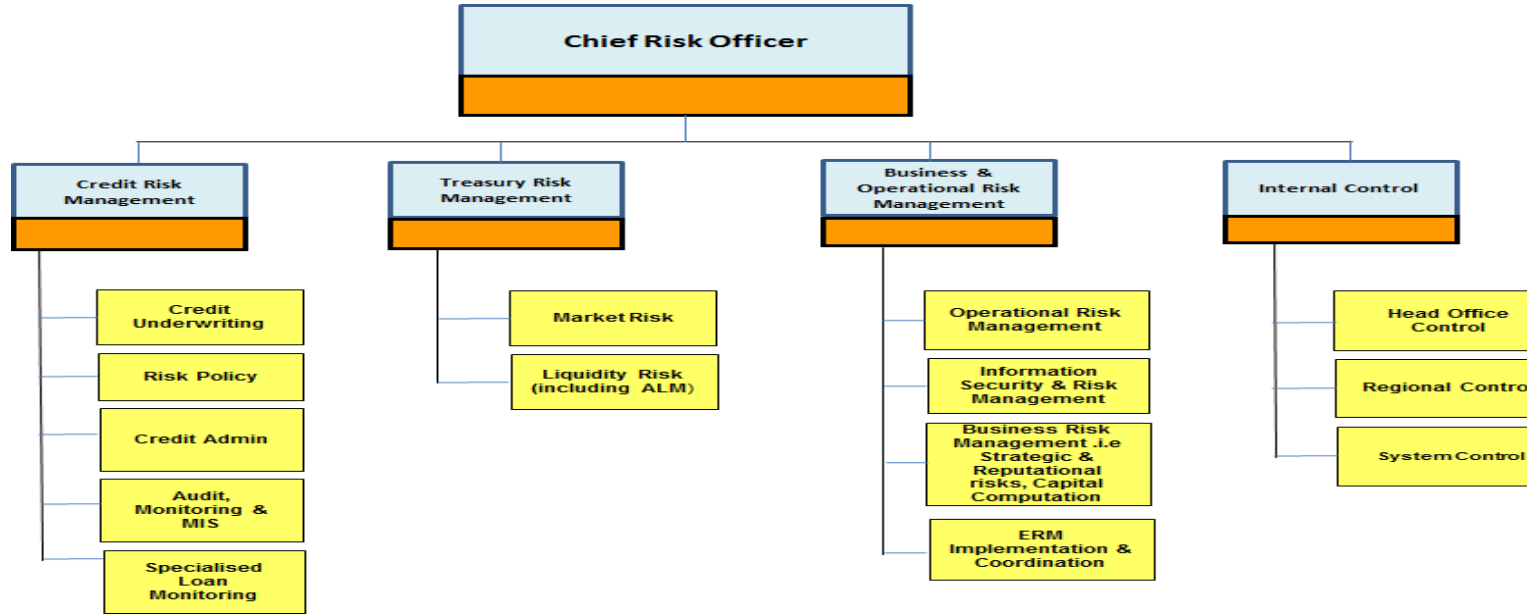 Chief Risk Officer
Credit Risk
Management
Treasury Risk
Management
Business &
Operational Risk
Management
Internal Control
Credit
Underwriting
Risk Policy
Credit Admin
Audit,
Monitoring &
MIS
Specialised
Loan
Monitoring
Market Risk
Liquidity Risk
(including ALM)
Operational Risk
Management
Information
Security & Risk
Management
Business Risk
Management .i.e
Strategic &
Reputational
risks, Capital
Computation
ERM
Implementation &
Coordination
Head Office
Control
Regional Control
System Control